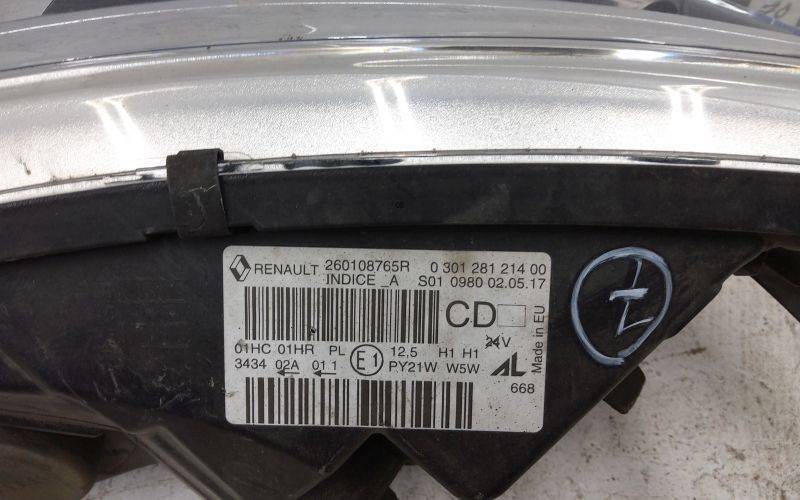 RENAULT 260108765R 0 301 281 214 00
INDICE _A S01 0980 02.05.17
CD
01HC 01HR PL E1 12,5 H1 H1 24V
3434 02A 01 1 PY21W W5W AL
668
Made in EU